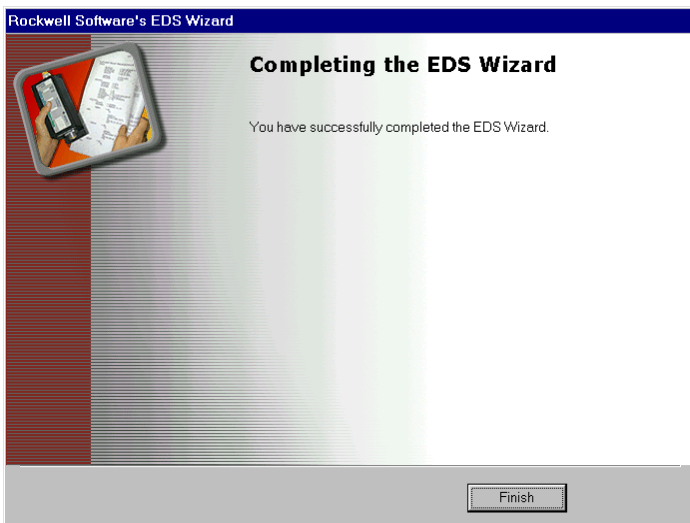 Rockwell Software's EDS Wizard
Completing the EDS Wizard
You have successfully completed the EDS Wizard.
Finish